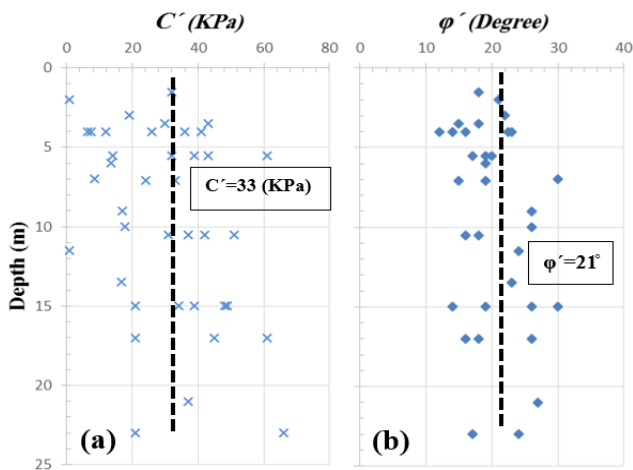 C´ (KPa)
0 20 40 60 80
0
5
10
15
20
25
Depth (m)
C´=33 (KPa)
(a)
φ´ (Degree)
0 10 20 30 40
φ´=21°
(b)